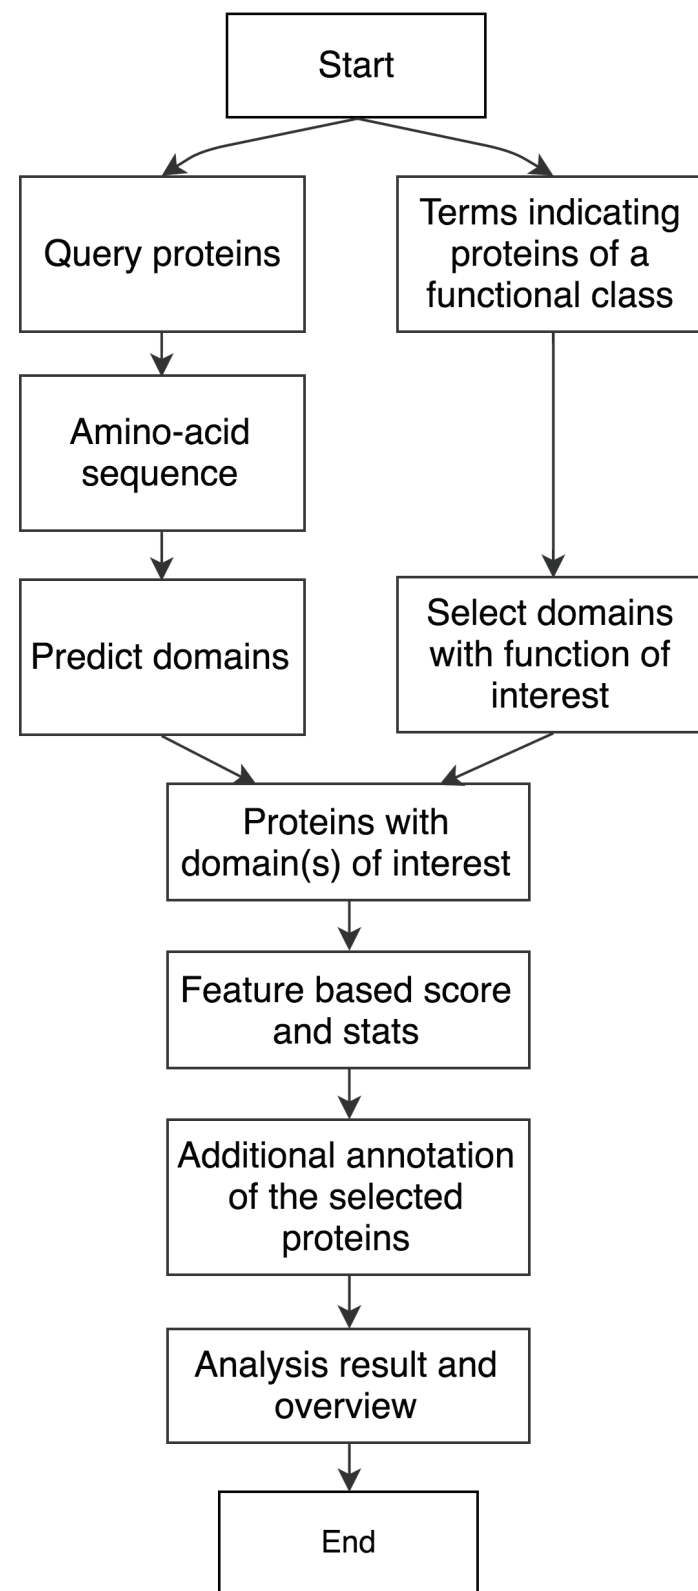 Start
Query proteins
Terms indicating
proteins of a
functional class
Amino-acid
sequence
Predict domains
Select domains
with function of
interest
Proteins with
domain(s) of interest
Feature based score
and stats
Additional annotation
of the selected
proteins
Analysis result and
overview
End